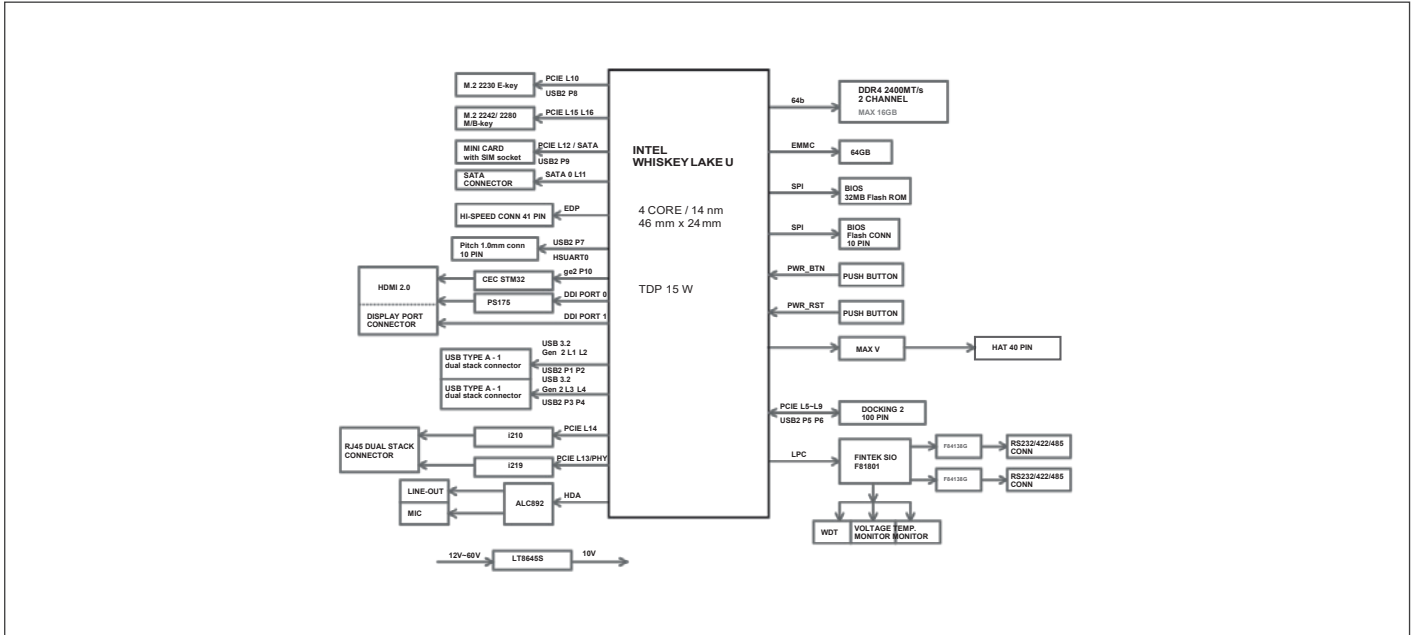 M.2 2230 E-key
PCIE L10
USB2 P8
M.2 2242/ 2280
M/B-key
PCIE L15 L16
MINI CARD
with SIM socket
PCIE L12 / SATA
USB2 P9
SATA
CONNECTOR
SATA 0 L11
HI-SPEED CONN 41 PIN
EDP
Pitch 1.0mm conn
10 PIN
USB2 P7
HSUART0
HDMI 2.0
DISPLAY PORT
CONNECTOR
CEC STM32
ge2 P10
PS175
DDI PORT 0
DDI PORT 1
USB TYPE A - 1
dual stack connector
USB 3.2
Gen 2 L1 L2
USB2 P1 P2
USB TYPE A - 1
dual stack connector
USB 3.2
Gen 2 L3 L4
USB2 P3 P4
RJ45 DUAL STACK
CONNECTOR
i210
PCIE L14
i219
PCIE L13/PHY
LINE-OUT
MIC
ALC892
HDA
12V~60V
LT8645S
10V
INTEL
WHISKEY LAKE U
4 CORE / 14 nm
46 mm x 24 mm
TDP 15 W
64b
DDR4 2400MT/s
2 CHANNEL
MAX 16GB
EMMC
64GB
SPI
BIOS
32MB Flash ROM
SPI
BIOS
Flash CONN
10 PIN
PWR_BTN
PUSH BUTTON
PWR_RST
PUSH BUTTON
MAX V
HAT 40 PIN
PCIE L5~L9
USB2 P5 P6
DOCKING 2
100 PIN
LPC
FINTEK SIO
F81801
F84138G
RS232/422/485
CONN
F84138G
RS232/422/485
CONN
WDT
VOLTAGE
MONITOR
TEMP.
MONITOR